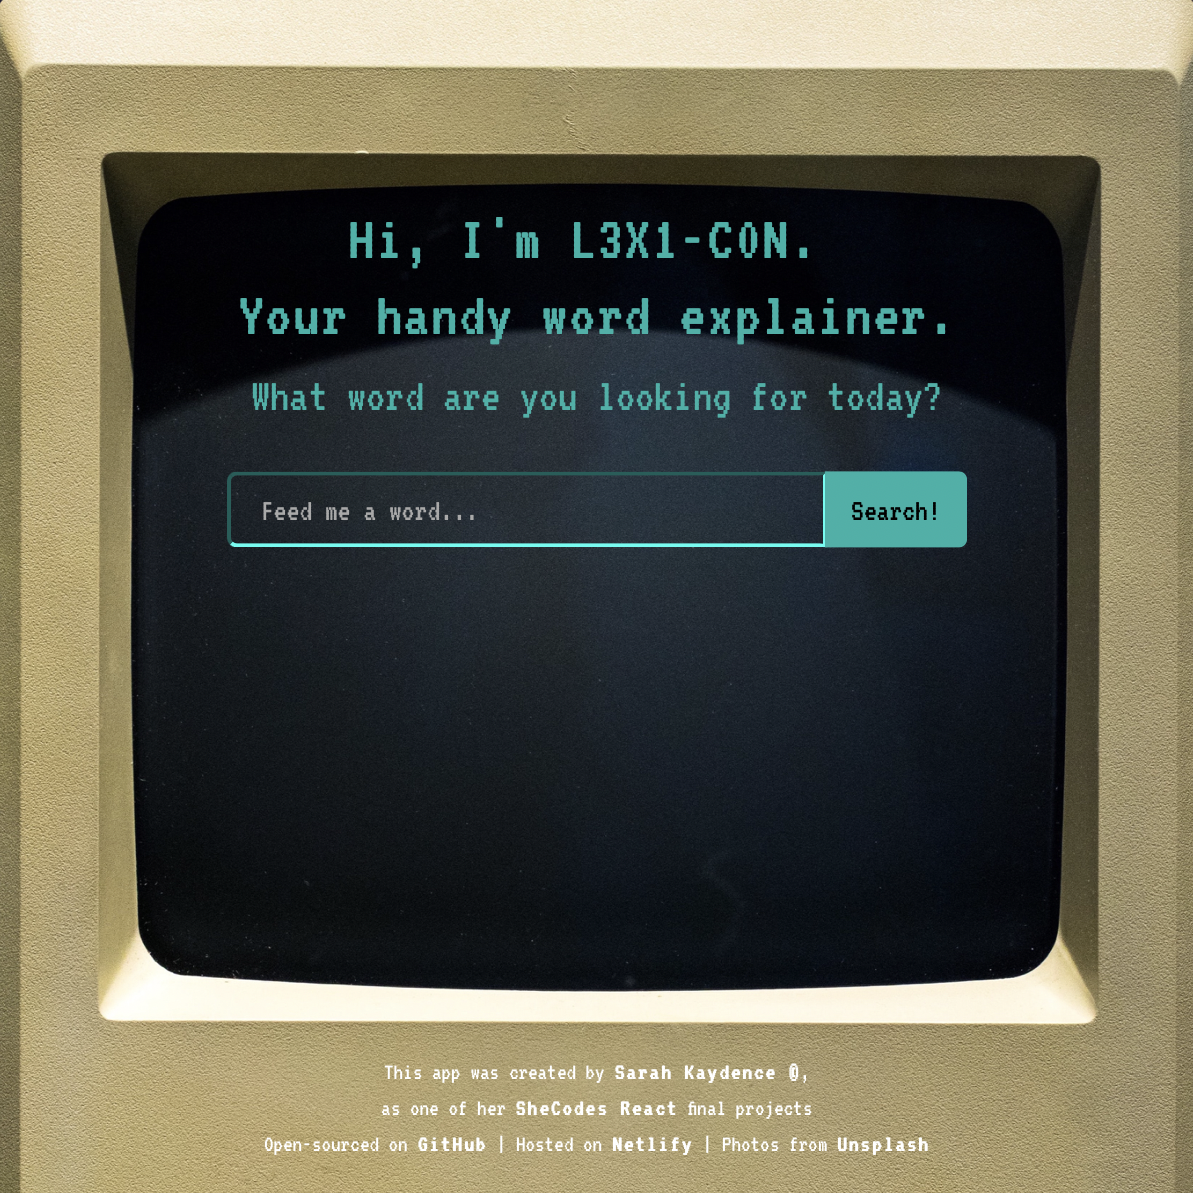 Hi, I'm L3X1-C0N.
Your handy word explainer.
What word are you looking for today?
Feed me a word...
Search!
This app was created by Sarah Kaydence @,
as one of her SheCodes React final projects
Open-sourced on GitHub | Hosted on Netlify | Photos from Unsplash